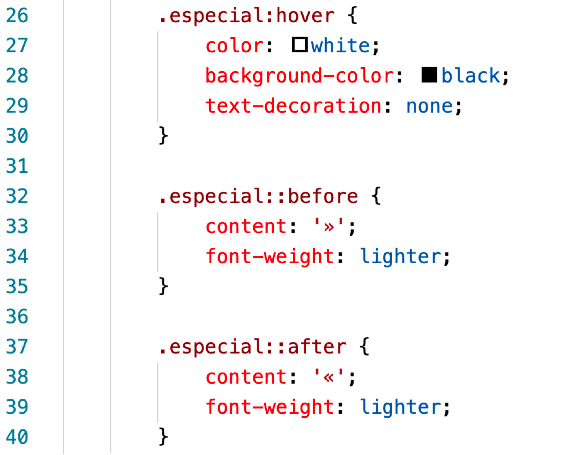 26 .especial:hover {
27 color: white;
28 background-color: black;
29 text-decoration: none;
30 }
31
32 .especial::before {
33 content: '»';
34 font-weight: lighter;
35 }
36
37 .especial::after {
38 content: '«';
39 font-weight: lighter;
40 }